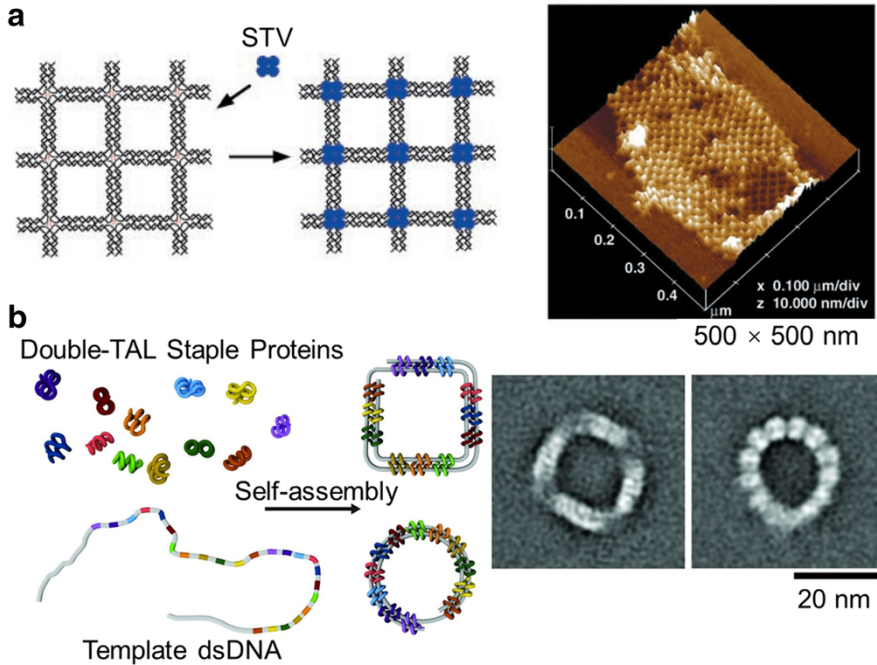 a
STV
0.1
0.2
0.3
0.4
μm
x 0.100 μm/div
z 10.000 nm/div
500 × 500 nm
b
Double-TAL Staple Proteins
Self-assembly
Template dsDNA
20 nm